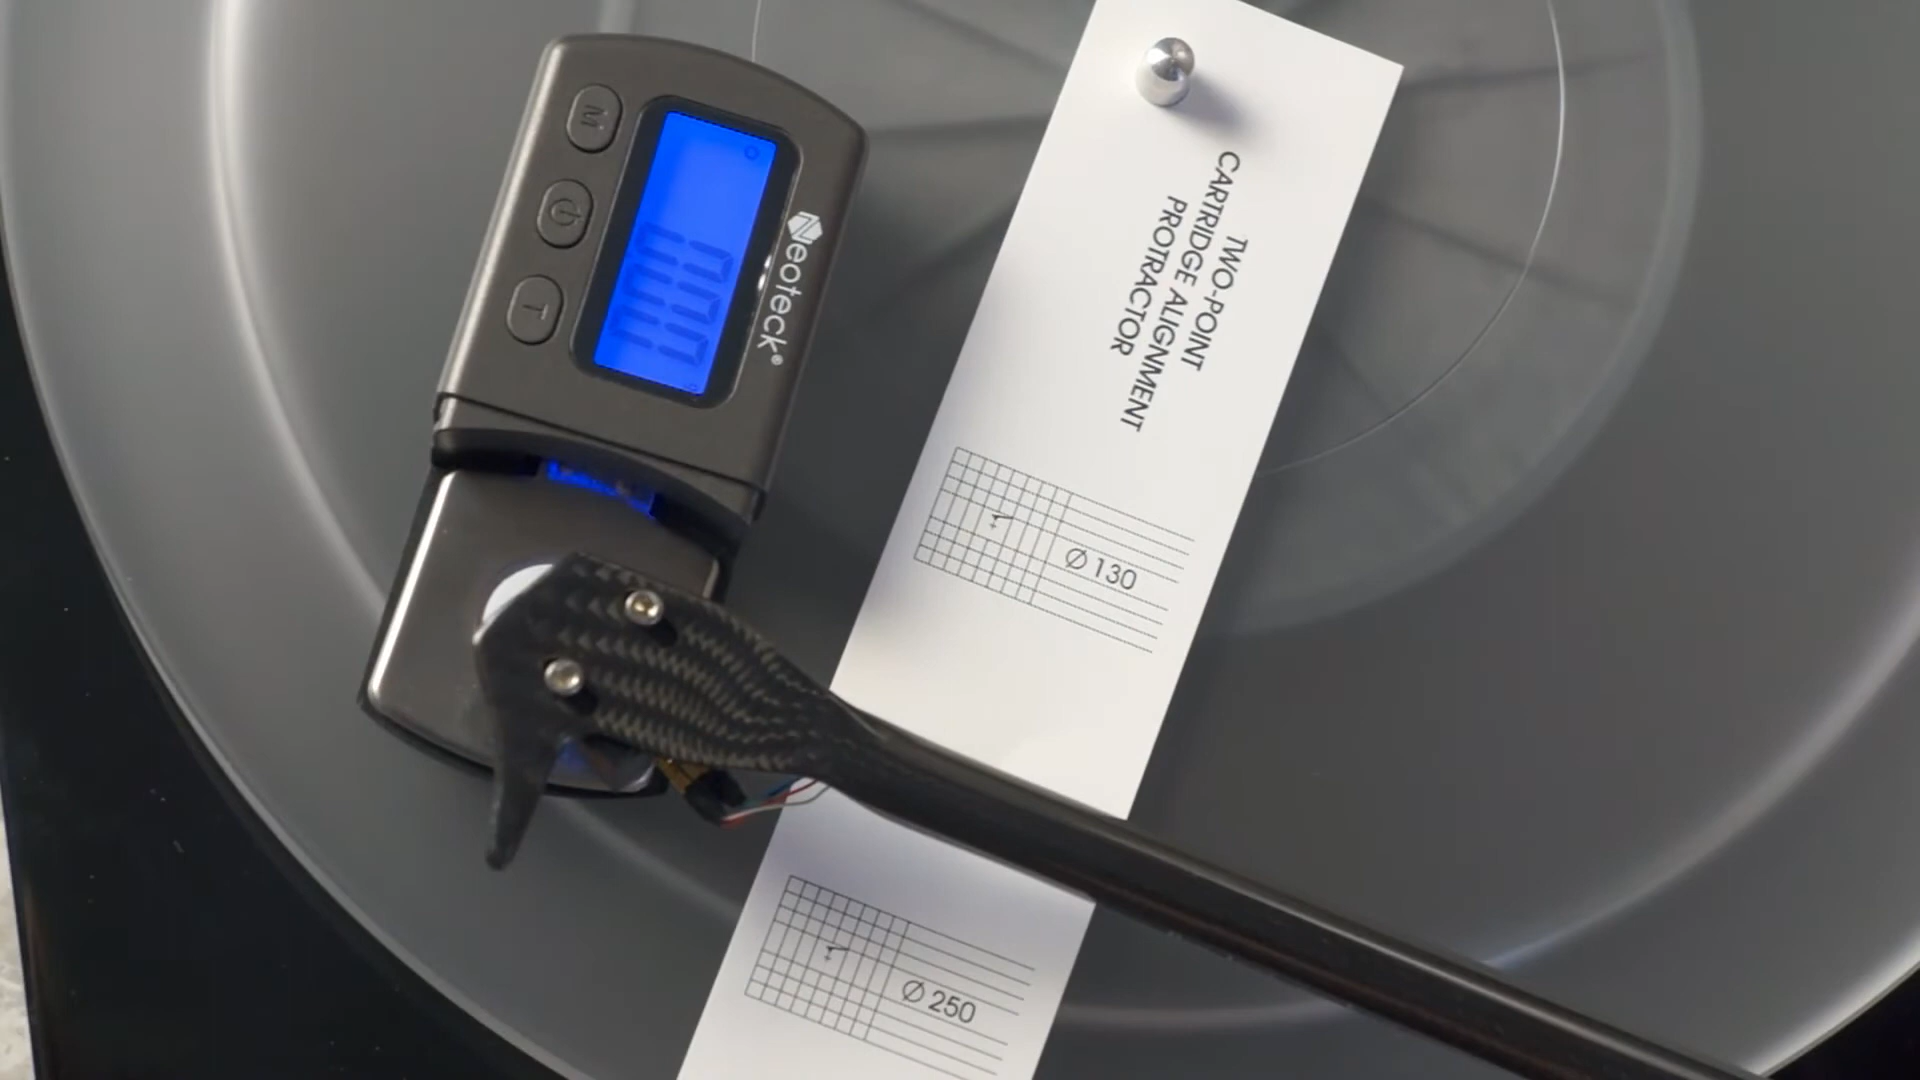 M
T
Neoteck®
TWO-POINT
CARTRIDGE ALIGNMENT
PROTRACTOR
Ø 130
Ø 250